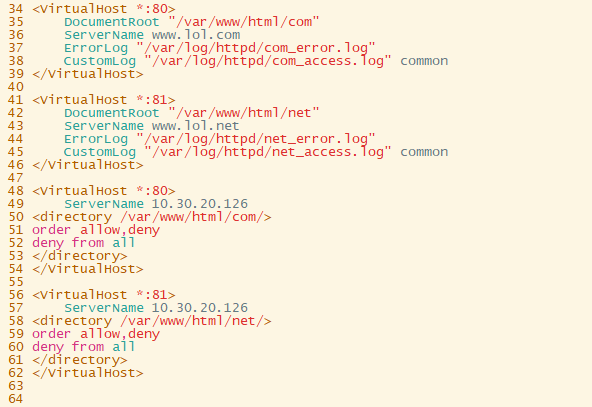 34 <VirtualHost *:80>
35     DocumentRoot "/var/www/html/com"
36     ServerName www.lol.com
37     ErrorLog "/var/log/httpd/com_error.log"
38     CustomLog "/var/log/httpd/com_access.log" common
39 </VirtualHost>
40
41 <VirtualHost *:81>
42     DocumentRoot "/var/www/html/net"
43     ServerName www.lol.net
44     ErrorLog "/var/log/httpd/net_error.log"
45     CustomLog "/var/log/httpd/net_access.log" common
46 </VirtualHost>
47
48 <VirtualHost *:80>
49     ServerName 10.30.20.126
50 <directory /var/www/html/com/>
51 order allow,deny
52 deny from all
53 </directory>
54 </VirtualHost>
55
56 <VirtualHost *:81>
57     ServerName 10.30.20.126
58 <directory /var/www/html/net/>
59 order allow,deny
60 deny from all
61 </directory>
62 </VirtualHost>
63
64